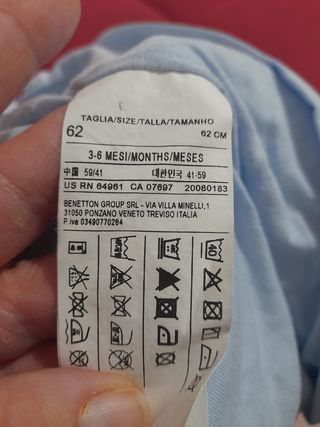 TAGLIA/SIZE/TALLA/TAMANHO
62 62 CM
3-6 MESI/MONTHS/MESES
中国 59/41 대한민국 41-59
US RN 64961 CA 07697 20080183
BENETTON GROUP SRL - VIA VILLA MINELLI,1
31050 PONZANO VENETO TREVISO ITALIA
P.iva 03490770264